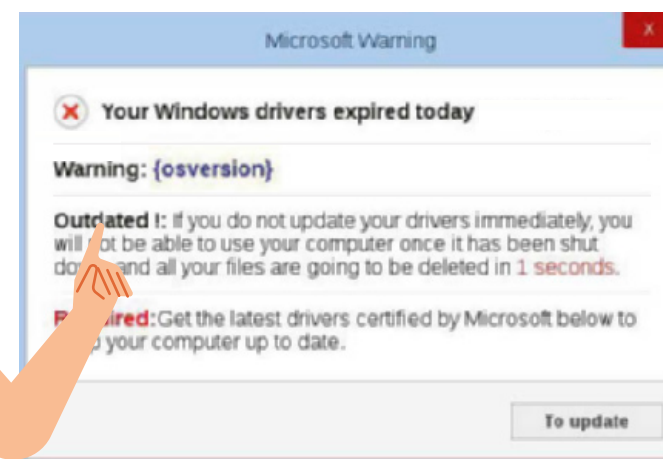 Microsoft Warning
x
Your Windows drivers expired today
Warning: {osversion}
Outdated !: If you do not update your drivers immediately, you
will not be able to use your computer once it has been shut
and all your files are going to be deleted in 1 seconds.
Get the latest drivers certified by Microsoft below to
your computer up to date.
To update